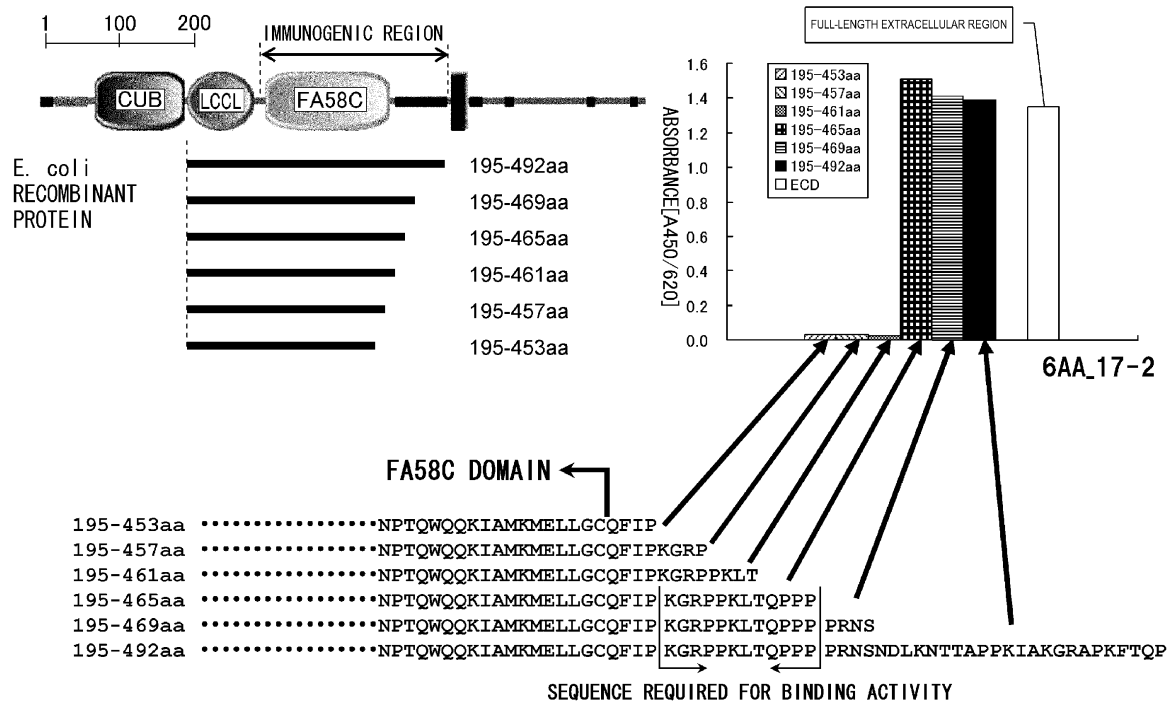 1
100
200
IMMUNOGENIC REGION
CUB
LCCL
FA58C
E. coli
RECOMBINANT
PROTEIN
195-492aa
195-469aa
195-465aa
195-461aa
195-457aa
195-453aa
FULL-LENGTH EXTRACELLULAR REGION
ABSORBANCE[A450/620]
1.6
1.4
1.2
1.0
0.8
0.6
0.4
0.2
0.0
195-453aa
195-457aa
195-461aa
195-465aa
195-469aa
195-492aa
ECD
6AA_17-2
FA58C DOMAIN
195-453aa ••••••••••••••••• NPTQWQQKIAMKMELLGCQFIP
195-457aa ••••••••••••••••• NPTQWQQKIAMKMELLGCQFIPKGRP
195-461aa ••••••••••••••••• NPTQWQQKIAMKMELLGCQFIPKGRPPKLT
195-465aa ••••••••••••••••• NPTQWQQKIAMKMELLGCQFIP KGRPPKLTQPPP
195-469aa ••••••••••••••••• NPTQWQQKIAMKMELLGCQFIP KGRPPKLTQPPP PRNS
195-492aa ••••••••••••••••• NPTQWQQKIAMKMELLGCQFIP KGRPPKLTQPPP PRNSNDLKNTTAPPKIAKGRAPKFTQP
SEQUENCE REQUIRED FOR BINDING ACTIVITY